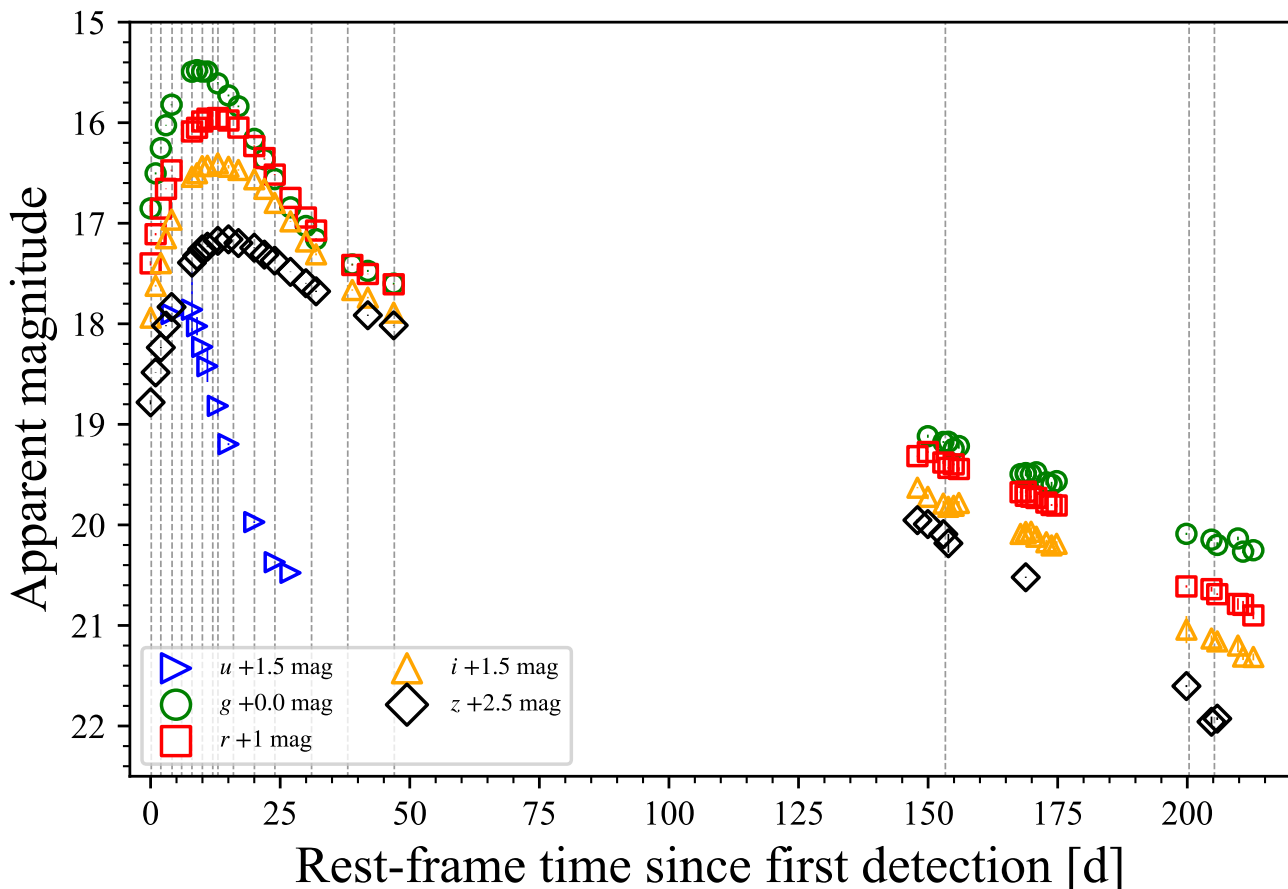 15
16
17
18
19
20
21
22
Apparent magnitude
u +1.5 mag
g +0.0 mag
r +1 mag
i +1.5 mag
z +2.5 mag
0 25 50 75 100 125 150 175 200
Rest-frame time since first detection [d]